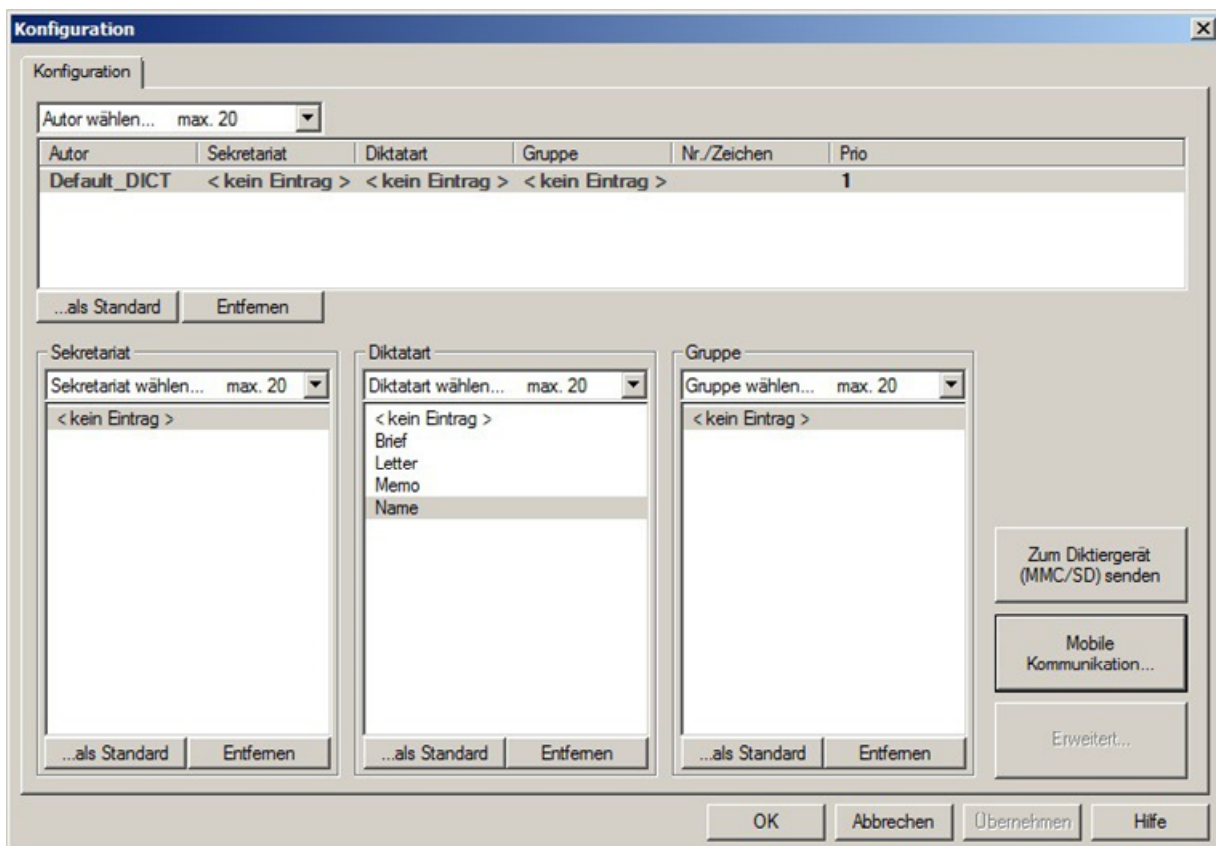 Konfiguration
Konfiguration
Autor wählen... max. 20
Autor Sekretariat Diktatart Gruppe Nr./Zeichen Prio
Default_DICT < kein Eintrag > < kein Eintrag > < kein Eintrag > 1
...als Standard Entfernen
Sekretariat Diktatart Gruppe
Sekretariat wählen... max. 20 Diktatart wählen... max. 20 Gruppe wählen... max. 20
< kein Eintrag > < kein Eintrag > < kein Eintrag >
Brief
Letter
Memo
Name
Zum Diktiergerät
(MMC/SD) senden
Mobile
Kommunikation...
Erweitert...
...als Standard Entfernen ...als Standard Entfernen ...als Standard Entfernen
OK Abbrechen Übernehmen Hilfe